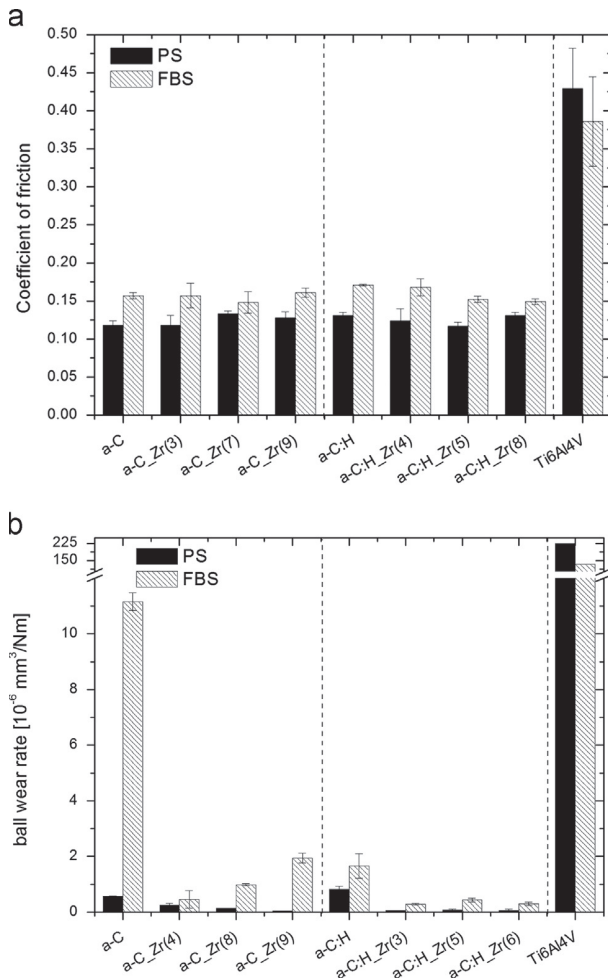 a
0.50
0.45
0.40
0.35
0.30
0.25
0.20
0.15
0.10
0.05
0.00
Coefficient of friction
PS
FBS
a-C
a-C_Zr(3)
a-C_Zr(7)
a-C_Zr(9)
a-C:H
a-C:H_Zr(4)
a-C:H_Zr(5)
a-C:H_Zr(8)
Ti6Al4V
b
225
150
10
8
6
4
2
0
ball wear rate [10⁻⁶ mm³/Nm]
PS
FBS
a-C
a-C_Zr(4)
a-C_Zr(8)
a-C_Zr(9)
a-C:H
a-C:H_Zr(3)
a-C:H_Zr(5)
a-C:H_Zr(6)
Ti6Al4V